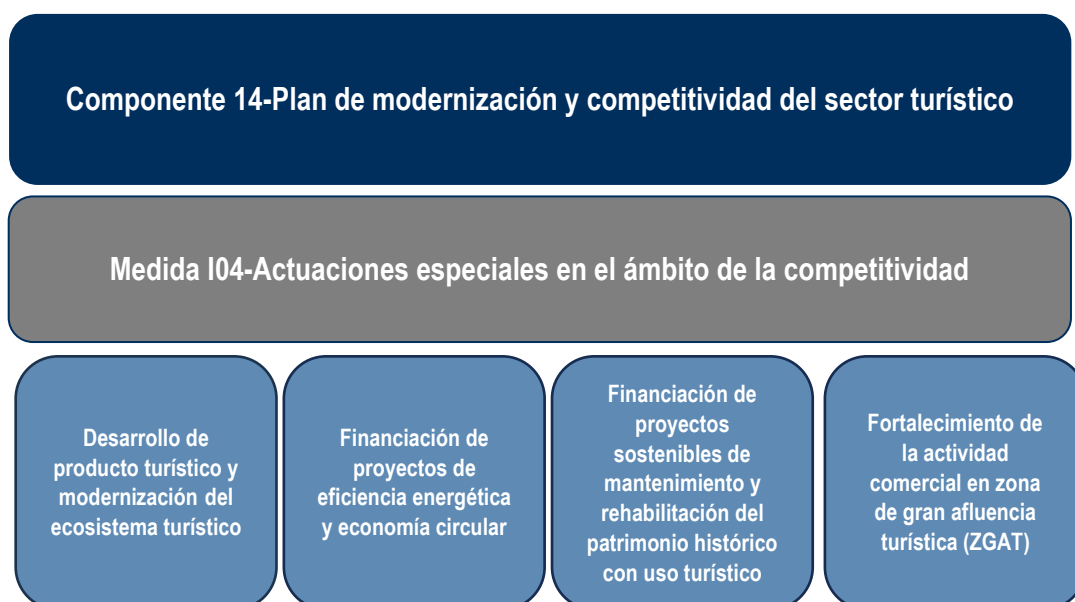 Componente 14-Plan de modernización y competitividad del sector turístico
Medida I04-Actuaciones especiales en el ámbito de la competitividad
Desarrollo de
producto turístico y
modernización del
ecosistema turístico
Financiación de
proyectos de
eficiencia energética
y economía circular
Financiación de
proyectos
sostenibles de
mantenimiento y
rehabilitación del
patrimonio histórico
con uso turístico
Fortalecimiento de
la actividad
comercial en zona
de gran afluencia
turística (ZGAT)